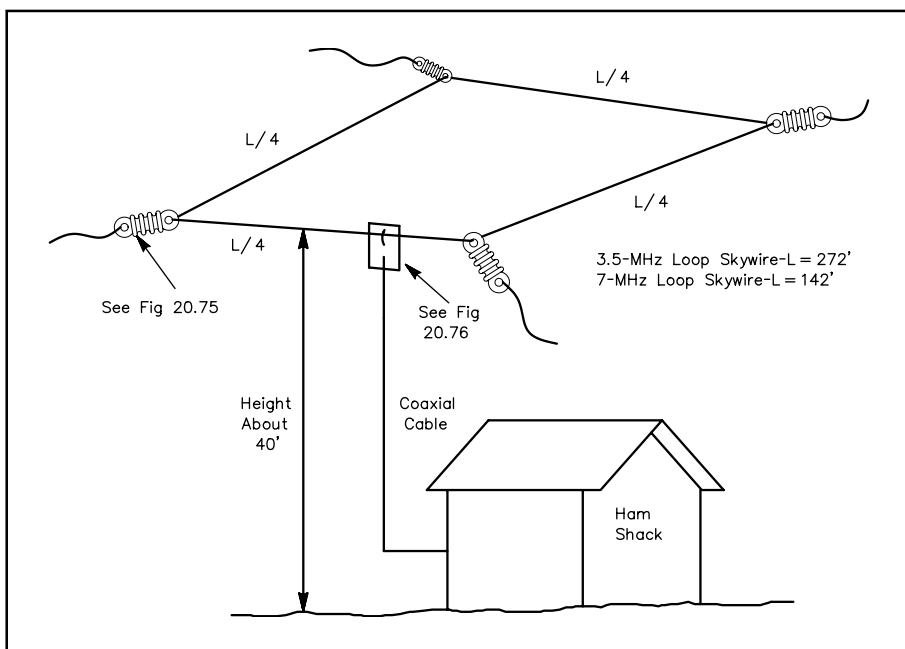 L/4
L/4
L/4
L/4
3.5-MHz Loop Skywire-L = 272'
7-MHz Loop Skywire-L = 142'
See Fig 20.75
See Fig
20.76
Height
About
40'
Coaxial
Cable
Ham
Shack